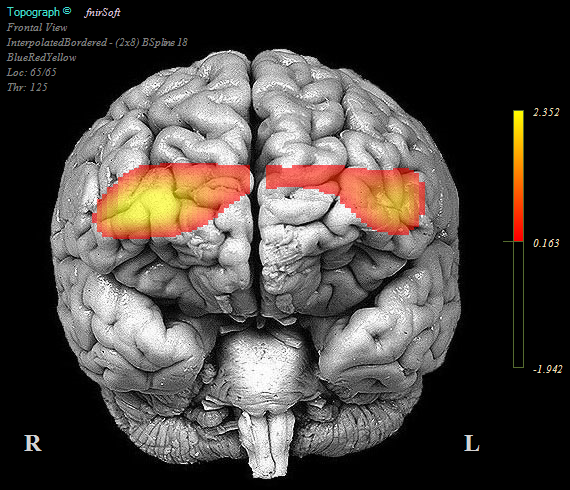 Topograph © fnirSoft
Frontal View
InterpolatedBordered - (2x8) BSpline 18
BlueRedYellow
Loc: 65/65
Thr: 125
2.352
0.163
-1.942
R L